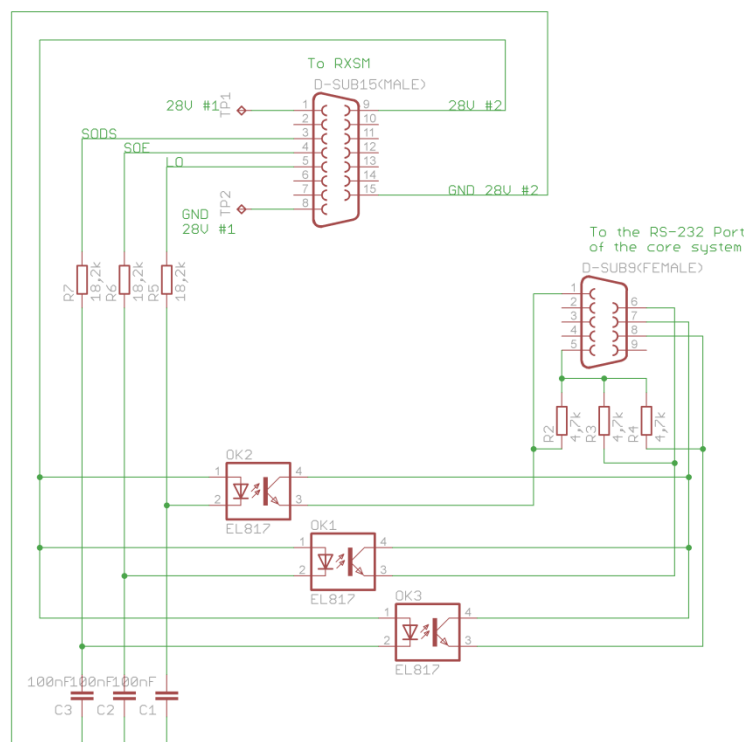 To RXSM
D-SUB15(MALE)
28V #1
TP1
1
2
3
4
5
6
7
8
9
10
11
12
13
14
15
28V #2
SODS
SOE
LO
GND 28V #2
TP2
GND
28V #1
To the RS-232 Port
of the core system
D-SUB9(FEMALE)
1
2
3
4
5
6
7
8
9
R7
18,2k
R6
18,2k
R5
18,2k
R2
4,7k
R3
4,7k
R4
4,7k
OK2
1
2
4
3
EL817
OK1
1
2
4
3
EL817
OK3
1
2
4
3
EL817
100nF
100nF
100nF
C3
C2
C1